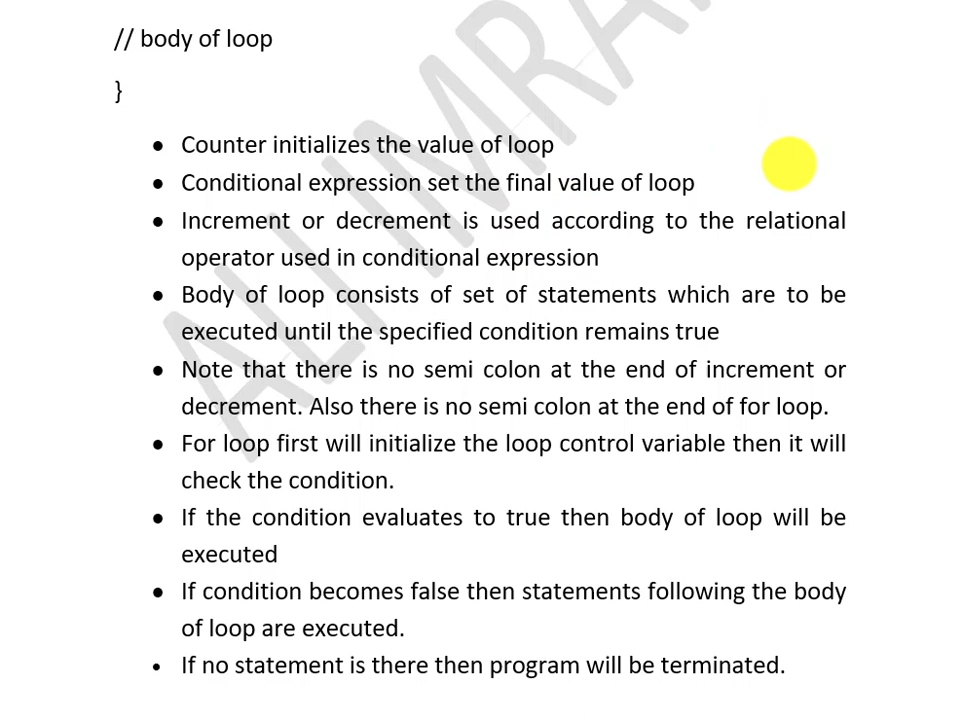 // body of loop
}
• Counter initializes the value of loop
• Conditional expression set the final value of loop
• Increment or decrement is used according to the relational
operator used in conditional expression
• Body of loop consists of set of statements which are to be
executed until the specified condition remains true
• Note that there is no semi colon at the end of increment or
decrement. Also there is no semi colon at the end of for loop.
• For loop first will initialize the loop control variable then it will
check the condition.
• If the condition evaluates to true then body of loop will be
executed
• If condition becomes false then statements following the body
of loop are executed.
• If no statement is there then program will be terminated.
ALI IMRA